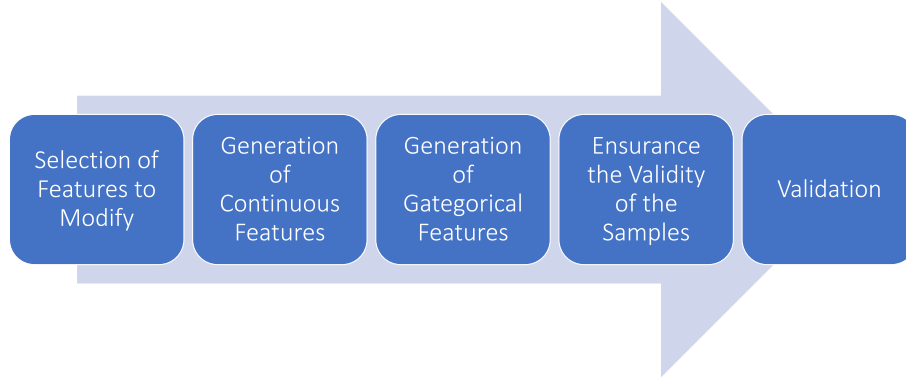 Selection of
Features to
Modify
Generation
of
Continuous
Features
Generation
of
Gategorical
Features
Ensurance
the Validity
of the
Samples
Validation